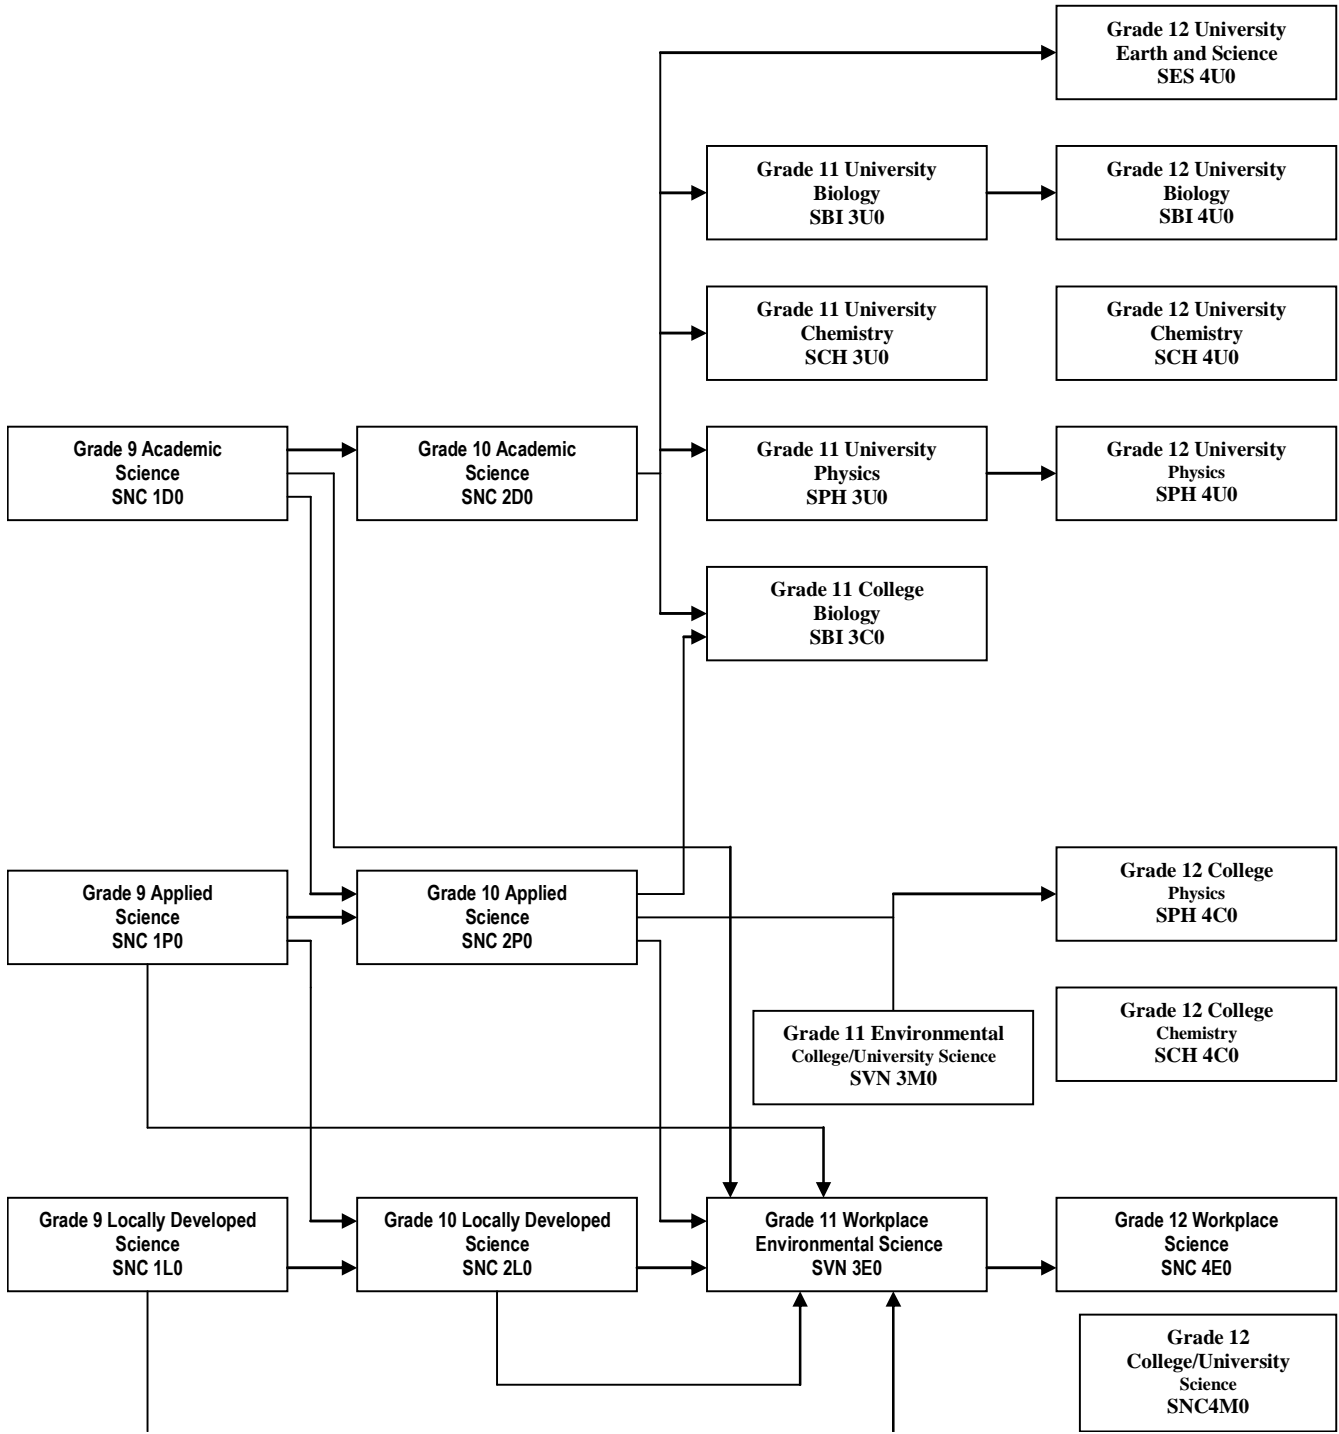 Grade 12 University
Earth and Science
SES 4U0
Grade 11 University
Biology
SBI 3U0
Grade 12 University
Biology
SBI 4U0
Grade 11 University
Chemistry
SCH 3U0
Grade 12 University
Chemistry
SCH 4U0
Grade 9 Academic
Science
SNC 1D0
Grade 10 Academic
Science
SNC 2D0
Grade 11 University
Physics
SPH 3U0
Grade 12 University
Physics
SPH 4U0
Grade 11 College
Biology
SBI 3C0
Grade 9 Applied
Science
SNC 1P0
Grade 10 Applied
Science
SNC 2P0
Grade 12 College
Physics
SPH 4C0
Grade 11 Environmental
College/University Science
SVN 3M0
Grade 12 College
Chemistry
SCH 4C0
Grade 9 Locally Developed
Science
SNC 1L0
Grade 10 Locally Developed
Science
SNC 2L0
Grade 11 Workplace
Environmental Science
SVN 3E0
Grade 12 Workplace
Science
SNC 4E0
Grade 12
College/University
Science
SNC4M0